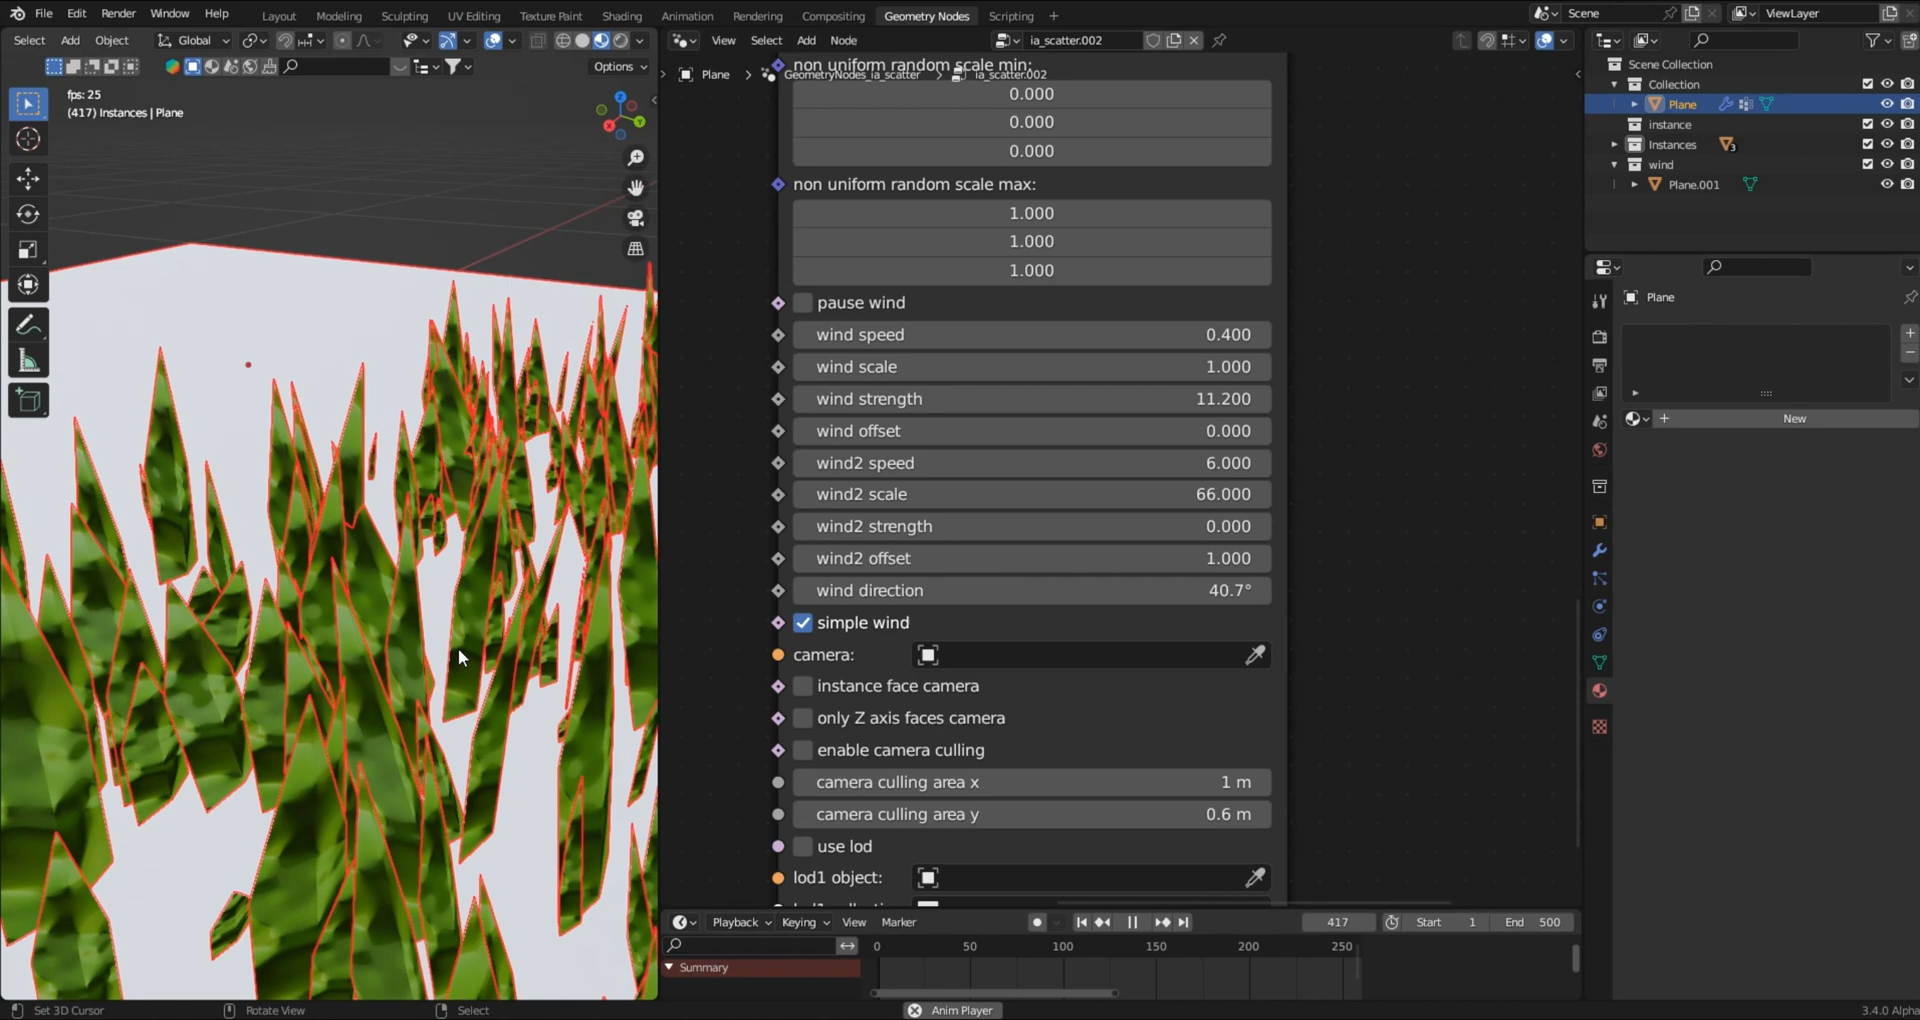 File Edit Render Window Help Layout Modeling Sculpting UV Editing Texture Paint Shading Animation Rendering Compositing Geometry Nodes Scripting + Scene ViewLayer
Select Add Object Global View Select Add Node ia_scatter.002
Options
Plane > GeometryNodes_ia_scatter > ia_scatter.002
fps: 25
(417) Instances | Plane
non uniform random scale min:
0.000
0.000
0.000
non uniform random scale max:
1.000
1.000
1.000
pause wind
wind speed 0.400
wind scale 1.000
wind strength 11.200
wind offset 0.000
wind2 speed 6.000
wind2 scale 66.000
wind2 strength 0.000
wind2 offset 1.000
wind direction 40.7°
simple wind
camera:
instance face camera
only Z axis faces camera
enable camera culling
camera culling area x 1 m
camera culling area y 0.6 m
use lod
lod1 object:
Scene Collection
Collection
Plane
instance
Instances 3
wind
Plane.001
Plane
New
Playback Keying View Marker 417 Start 1 End 500
0 50 100 150 200 250
Summary
Set 3D Cursor Rotate View Select Anim Player 3.4.0 Alpha